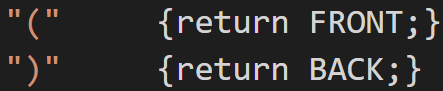 "("     {return FRONT;}
")"     {return BACK;}